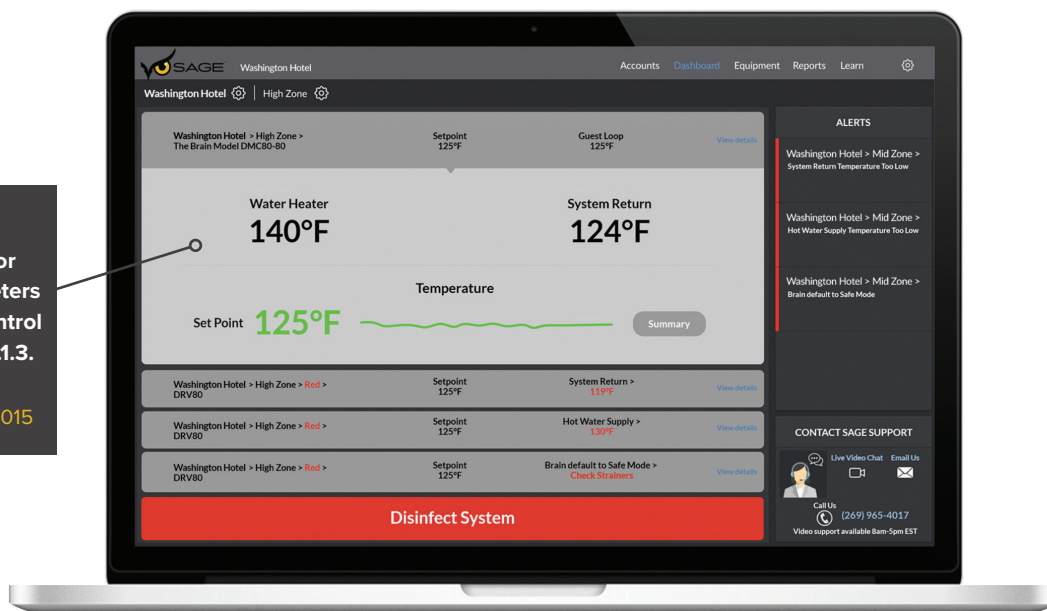 SAGE
Washington Hotel
Accounts Dashboard Equipment Reports Learn
Washington Hotel | High Zone
Washington Hotel > High Zone >
The Brain Model DMC80-80
Setpoint
125°F
Guest Loop
125°F
View details
Water Heater
140°F
System Return
124°F
Temperature
Set Point 125°F
Summary
Washington Hotel > High Zone > Red >
DRV80
Setpoint
125°F
System Return >
119°F
View details
Washington Hotel > High Zone > Red >
DRV80
Setpoint
125°F
Hot Water Supply >
130°F
View details
Washington Hotel > High Zone > Red >
DRV80
Setpoint
125°F
Brain default to Safe Mode >
Check Strainers
View details
Disinfect System
ALERTS
Washington Hotel > Mid Zone >
System Return Temperature Too Low
Washington Hotel > Mid Zone >
Hot Water Supply Temperature Too Low
Washington Hotel > Mid Zone >
Brain default to Safe Mode
CONTACT SAGE SUPPORT
Live Video Chat
Email Us
Call Us
(269) 965-4017
Video support available 8am-5pm EST
1.3.
015